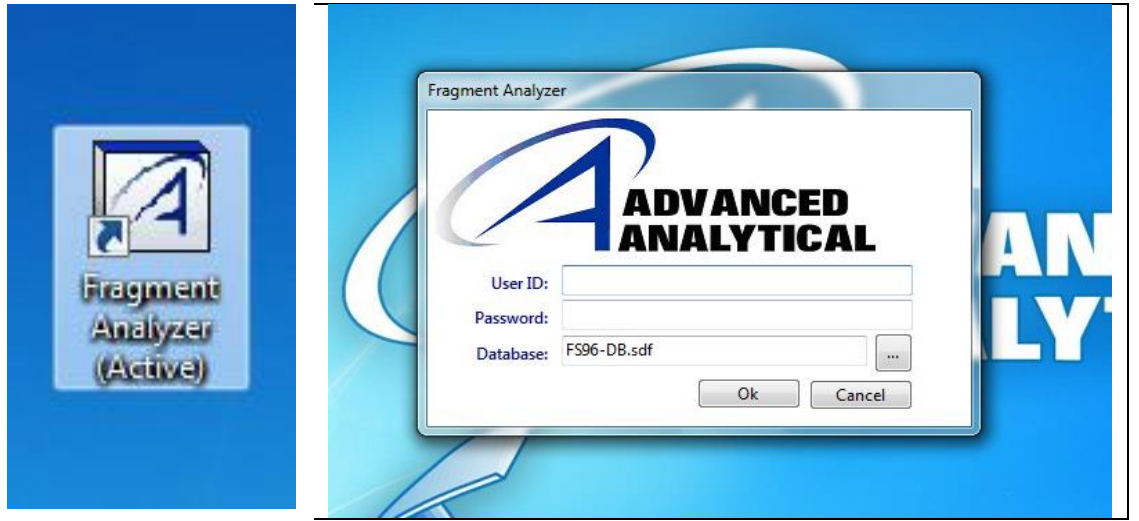 Fragment
Analyzer
(Active)
Fragment Analyzer
ADVANCED
ANALYTICAL
User ID:
Password:
Database: FS96-DB.sdf ...
Ok Cancel
AN
LY